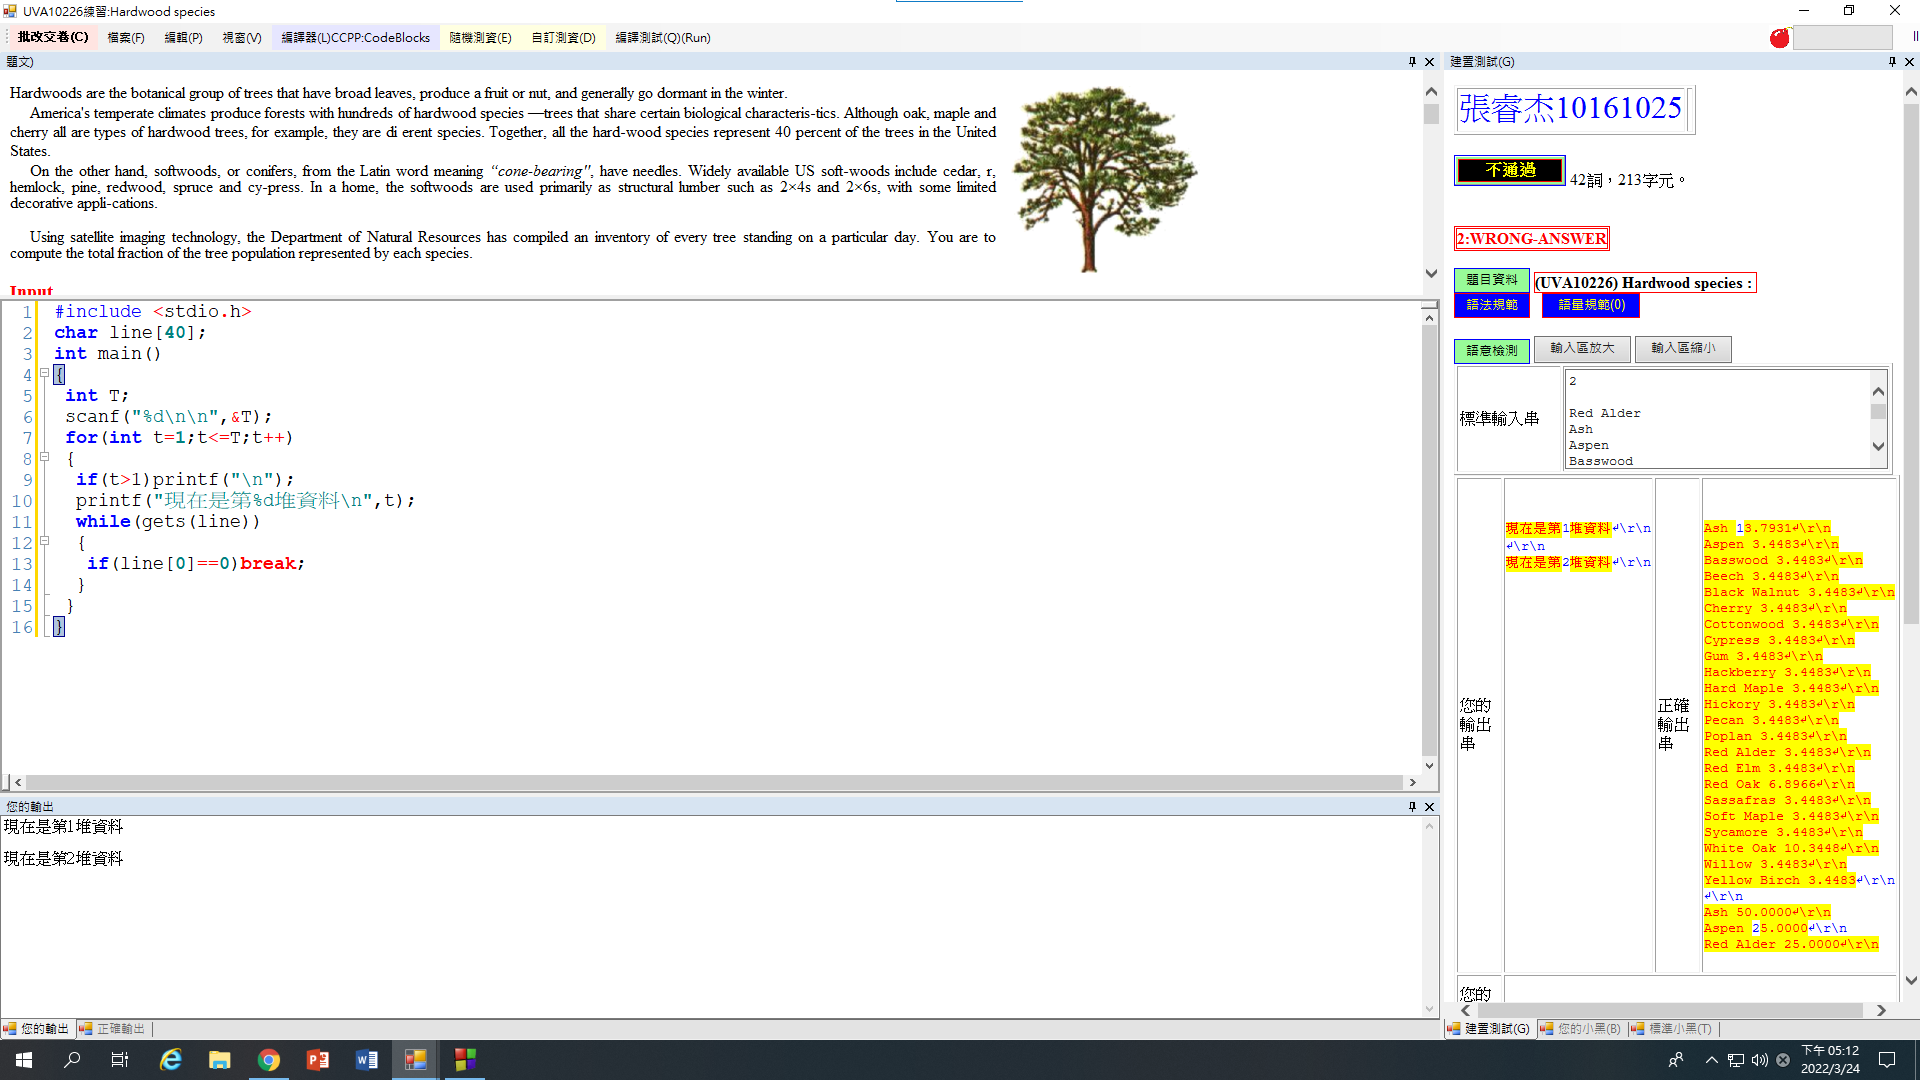 UVA10226練習:Hardwood species
批改交卷(C) 檔案(F) 編輯(P) 視窗(V) 編譯器(L)CCPP:CodeBlocks 隨機測資(E) 自訂測資(D) 編譯測試(Q)(Run)
題文)
Hardwoods are the botanical group of trees that have broad leaves, produce a fruit or nut, and generally go dormant in the winter.
America's temperate climates produce forests with hundreds of hardwood species —trees that share certain biological characteris-tics. Although oak, maple and
cherry all are types of hardwood trees, for example, they are di erent species. Together, all the hard-wood species represent 40 percent of the trees in the United
States.
On the other hand, softwoods, or conifers, from the Latin word meaning “cone-bearing", have needles. Widely available US soft-woods include cedar, r,
hemlock, pine, redwood, spruce and cy-press. In a home, the softwoods are used primarily as structural lumber such as 2×4s and 2×6s, with some limited
decorative appli-cations.
Using satellite imaging technology, the Department of Natural Resources has compiled an inventory of every tree standing on a particular day. You are to
compute the total fraction of the tree population represented by each species.
Input
1 #include <stdio.h>
2 char line[40];
3 int main()
4 {
5 int T;
6 scanf("%d\n\n",&T);
7 for(int t=1;t<=T;t++)
8 {
9 if(t>1)printf("\n");
10 printf("現在是第%d堆資料\n",t);
11 while(gets(line))
12 {
13 if(line[0]==0)break;
14 }
15 }
16 }
您的輸出
現在是第1堆資料
現在是第2堆資料
您的輸出 正確輸出
建置測試(G)
張睿杰10161025
不通過 42詞，213字元。
2:WRONG-ANSWER
題目資料 (UVA10226) Hardwood species :
語法規範 語量規範(0)
語意檢測 輸入區放大 輸入區縮小
標準輸入串
2
Red Alder
Ash
Aspen
Basswood
您的輸出串
現在是第1堆資料↲\r\n
↲\r\n
現在是第2堆資料↲\r\n
正確輸出串
Ash 13.7931↲\r\n
Aspen 3.4483↲\r\n
Basswood 3.4483↲\r\n
Beech 3.4483↲\r\n
Black Walnut 3.4483↲\r\n
Cherry 3.4483↲\r\n
Cottonwood 3.4483↲\r\n
Cypress 3.4483↲\r\n
Gum 3.4483↲\r\n
Hackberry 3.4483↲\r\n
Hard Maple 3.4483↲\r\n
Hickory 3.4483↲\r\n
Pecan 3.4483↲\r\n
Poplan 3.4483↲\r\n
Red Alder 3.4483↲\r\n
Red Elm 3.4483↲\r\n
Red Oak 6.8966↲\r\n
Sassafras 3.4483↲\r\n
Soft Maple 3.4483↲\r\n
Sycamore 3.4483↲\r\n
White Oak 10.3448↲\r\n
Willow 3.4483↲\r\n
Yellow Birch 3.4483↲\r\n
↲\r\n
Ash 50.0000↲\r\n
Aspen 25.0000↲\r\n
Red Alder 25.0000↲\r\n
您的
建置測試(G) 您的小黑(B) 標準小黑(T)
下午 05:12
2022/3/24